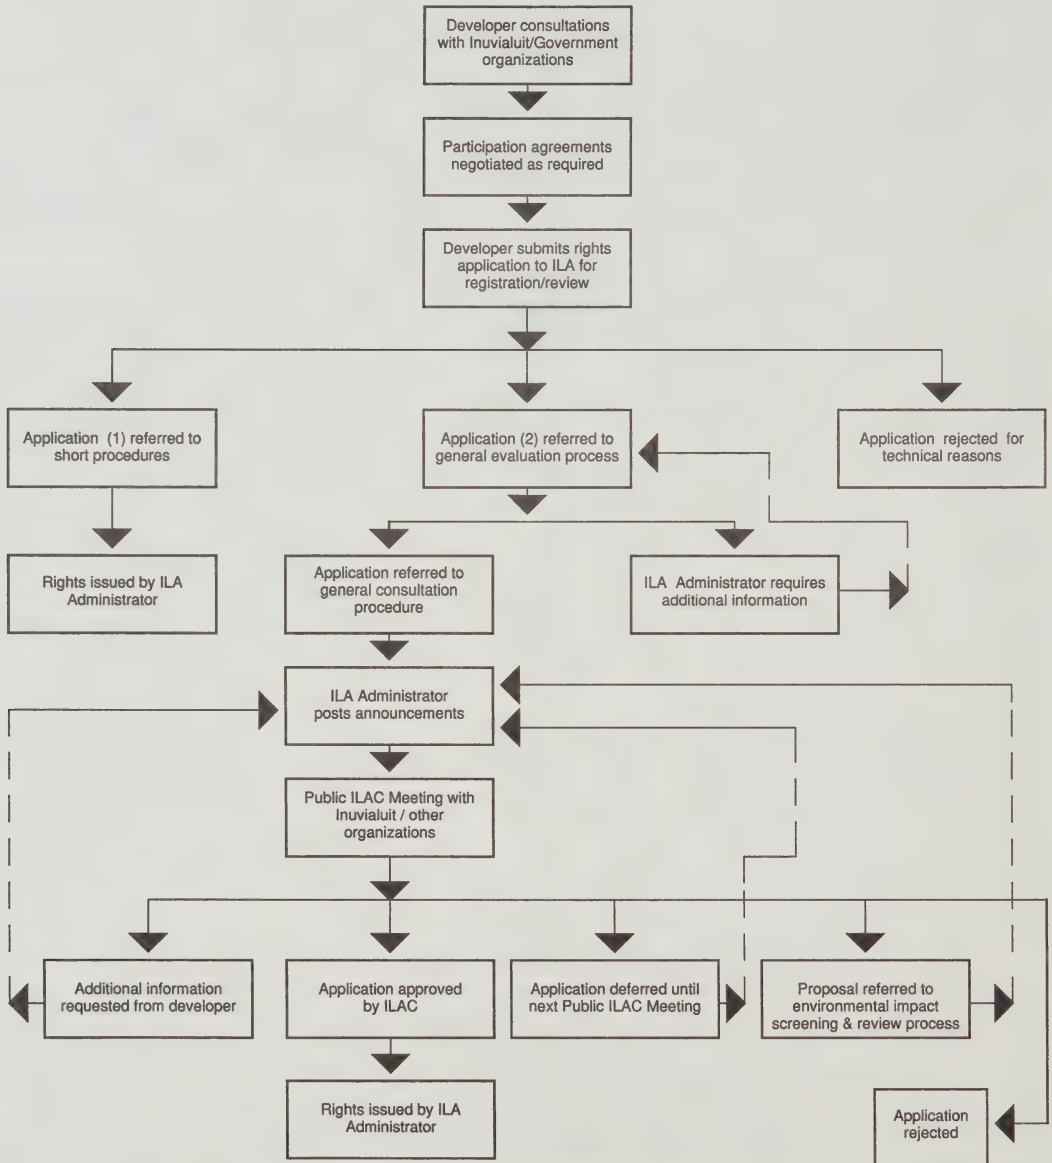 Developer consultations
with Inuvialuit/Government
organizations
Participation agreements
negotiated as required
Developer submits rights
application to ILA for
registration/review
Application (1) referred to
short procedures
Application (2) referred to
general evaluation process
Application rejected for
technical reasons
Rights issued by ILA
Administrator
Application referred to
general consultation
procedure
ILA Administrator requires
additional information
ILA Administrator
posts announcements
Public ILAC Meeting with
Inuvialuit / other
organizations
Additional information
requested from developer
Application approved
by ILAC
Application deferred until
next Public ILAC Meeting
Proposal referred to
environmental impact
screening & review process
Rights issued by ILA
Administrator
Application
rejected